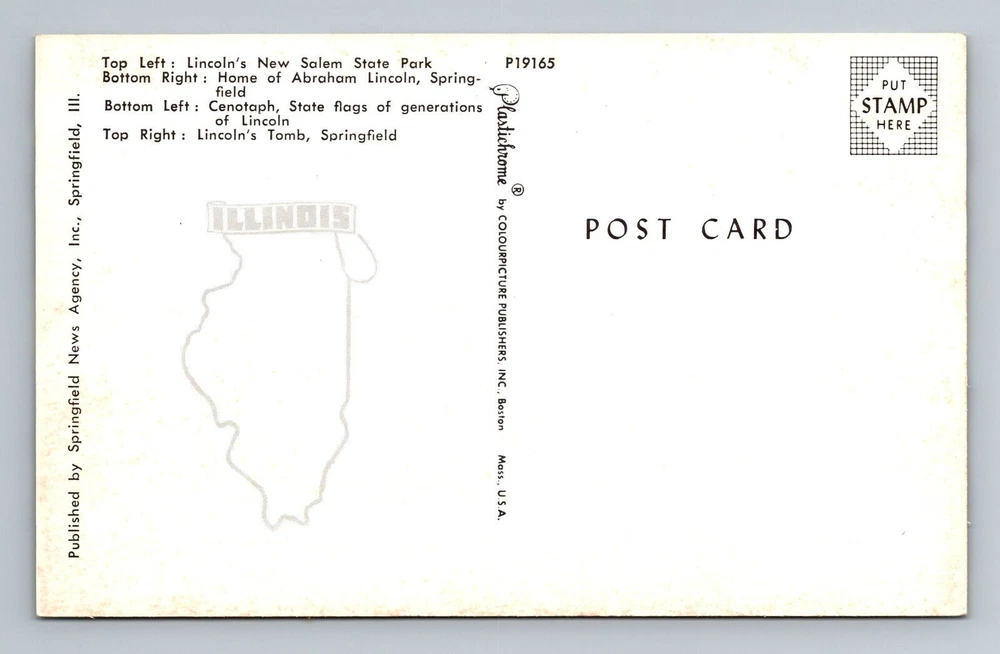 Top Left : Lincoln's New Salem State Park
Bottom Right : Home of Abraham Lincoln, Spring-
field
Bottom Left : Cenotaph, State flags of generations
of Lincoln
Top Right : Lincoln's Tomb, Springfield
Published by Springfield News Agency, Inc., Springfield, Ill.
ILLINOIS
P19165
Plastichrome ® by COLOURPICTURE PUBLISHERS, INC., Boston Mass., U.S.A.
POST CARD
PUT
STAMP
HERE